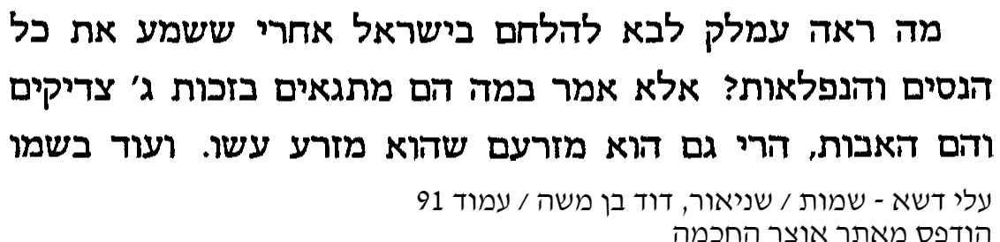 מה ראה עמלק לבא להלחם בישראל אחרי ששמע את כל
הנסים והנפלאות? אלא אמר במה הם מתגאים בזכות ג' צדיקים
והם האבות, הרי גם הוא מזרעם שהוא מזרע עשו. ועוד בשמו
עלי דשא - שמות / שניאור, דוד בן משה / עמוד 91
הודפס מאתר אוצר החכמה